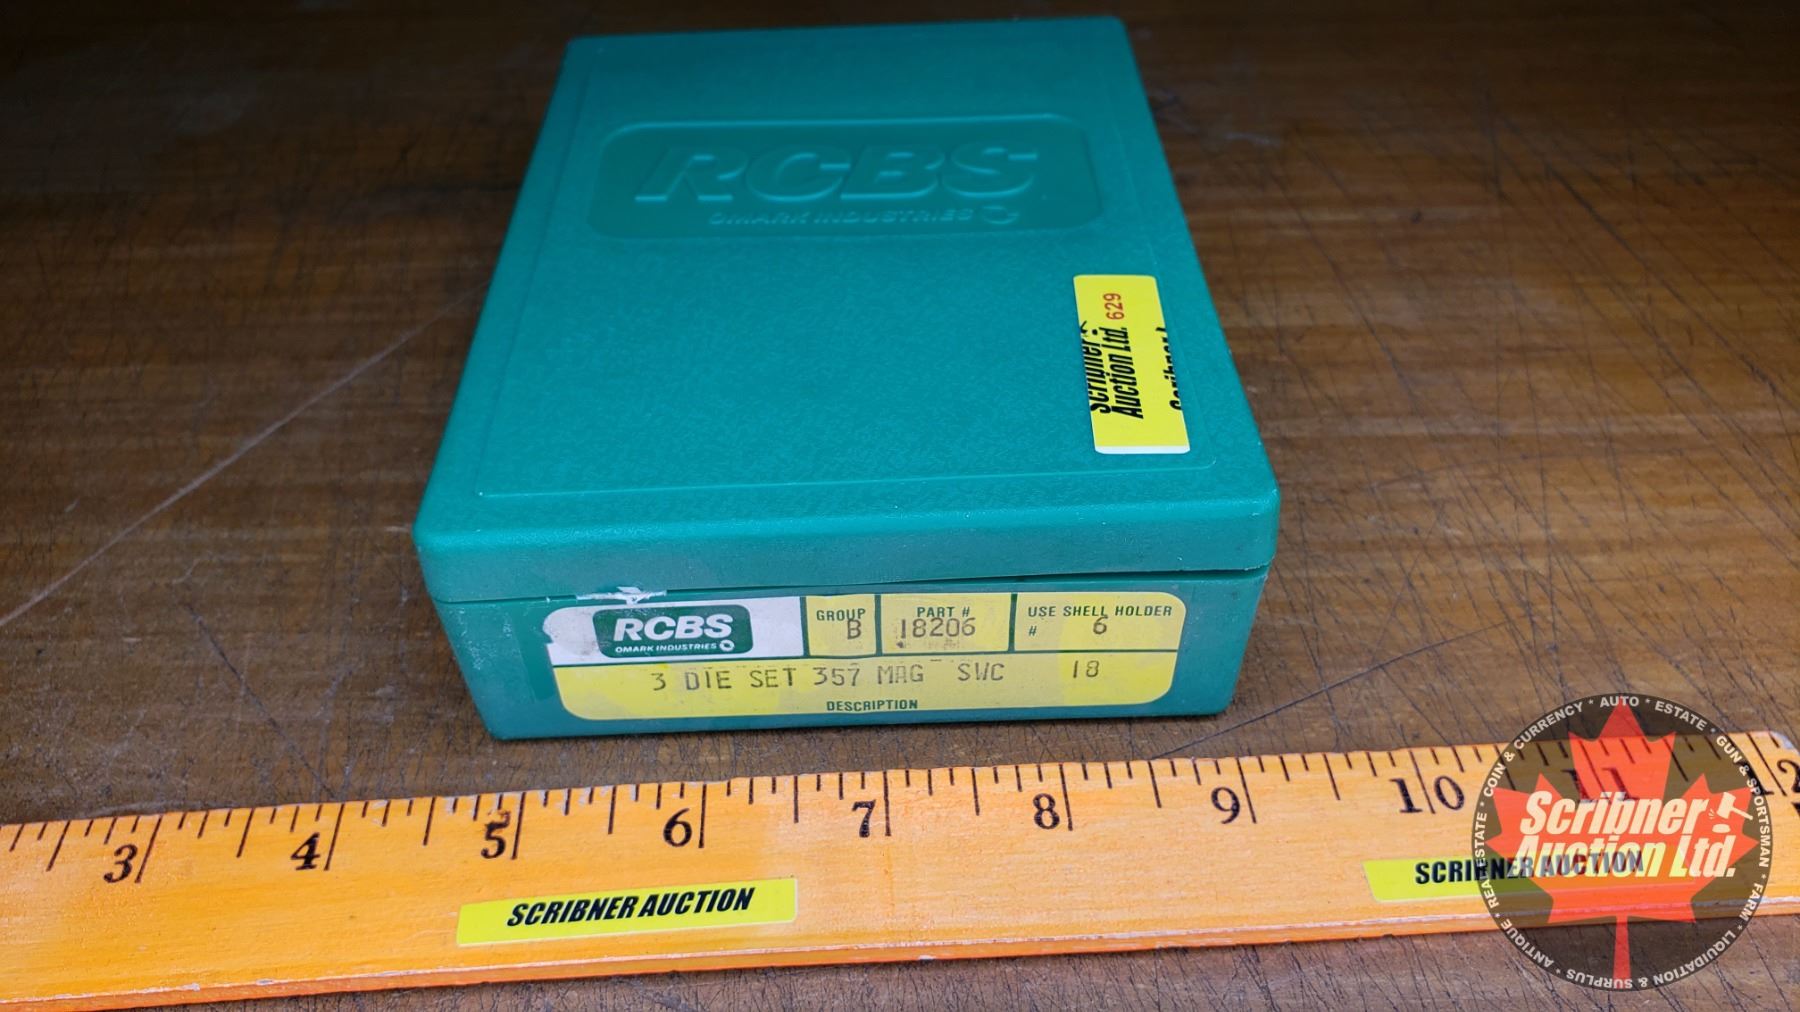 RCBS
OMARK INDUSTRIES
629
Scribner
Auction Ltd.
RCBS
OMARK INDUSTRIES
GROUP
B
PART #
18206
USE SHELL HOLDER
# 6
3 DIE SET 357 MAG SWC 18
DESCRIPTION
3 4 5 6 7 8 9 10 11 12
SCRIBNER AUCTION
SCRIBNER AUCTION
Scribner
Auction Ltd.
REAL ESTATE * COIN & CURRENCY * AUTO * ESTATE * GUN & SPORTSMAN * FARM * LIQUIDATION & SURPLUS * ANTIQUE *